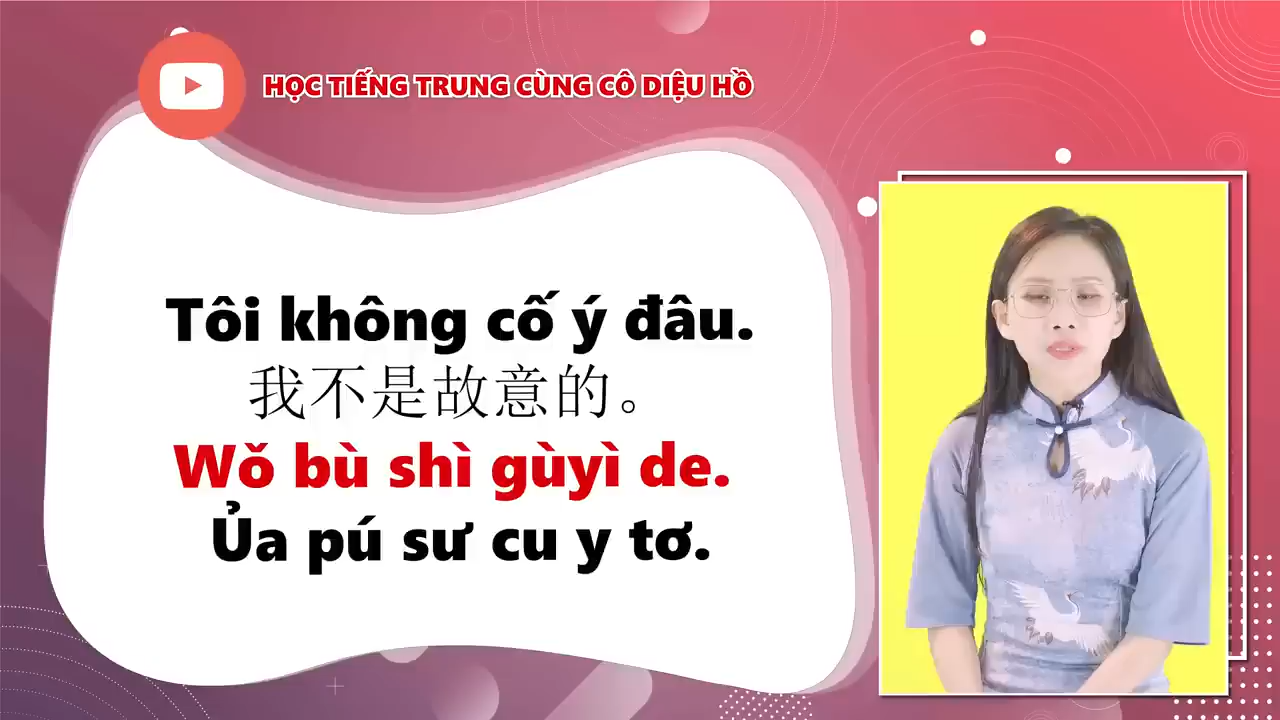 HỌC TIẾNG TRUNG CÙNG CÔ DIỆU HỒ
Tôi không cố ý đâu.
我不是故意的。
Wǒ bù shì gùyì de.
Ủa pú sư cu y tơ.